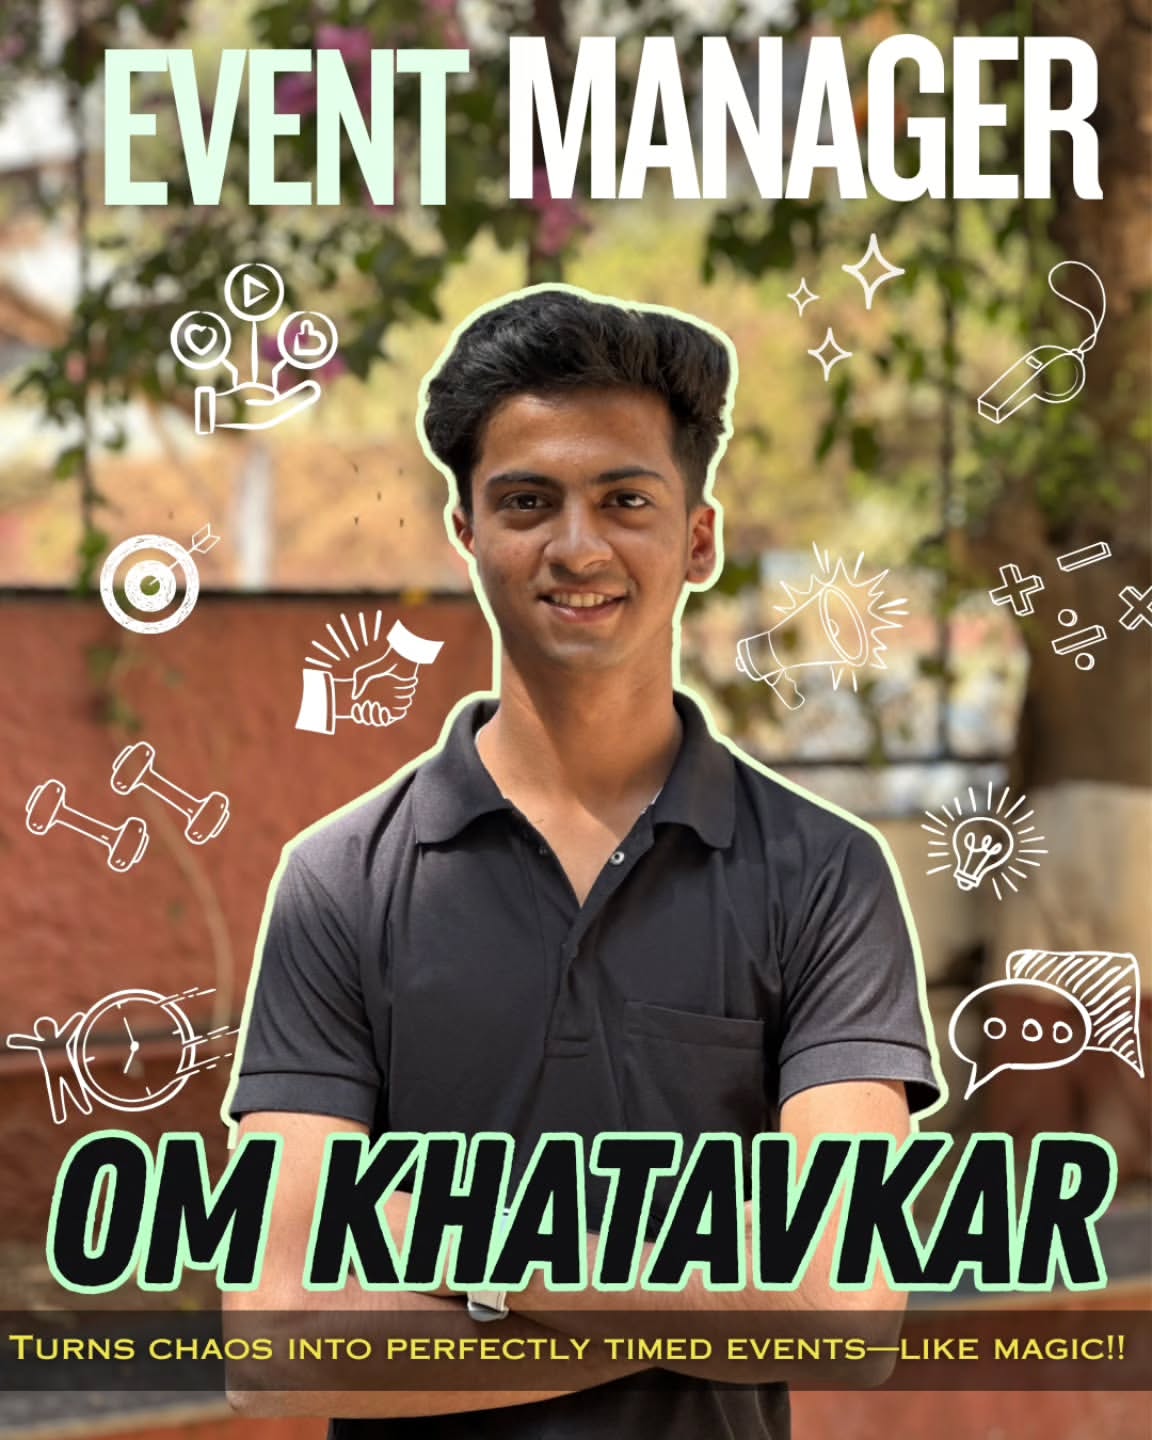 EVENT MANAGER
OM KHATAVKAR
TURNS CHAOS INTO PERFECTLY TIMED EVENTS—LIKE MAGIC!!